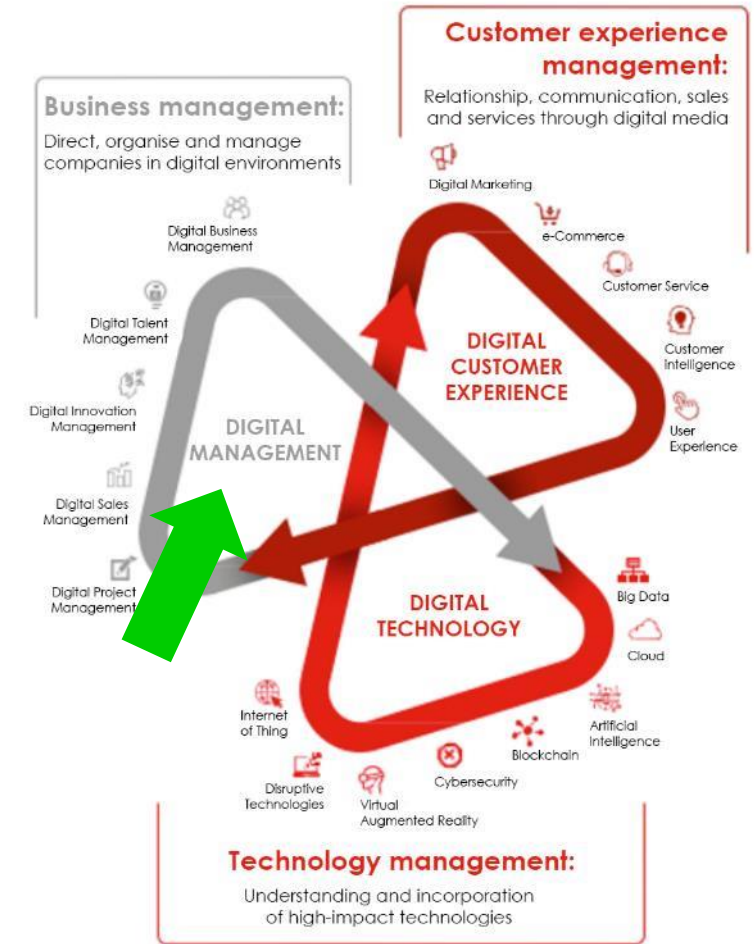 Customer experience
management:
Relationship, communication, sales
and services through digital media
Business management:
Direct, organise and manage
companies in digital environments
Digital Marketing
e-Commerce
Customer Service
Customer
Intelligence
User
Experience
Digital Business
Management
Digital Talent
Management
Digital Innovation
Management
Digital Sales
Management
Digital Project
Management
DIGITAL
CUSTOMER
EXPERIENCE
DIGITAL
MANAGEMENT
DIGITAL
TECHNOLOGY
Big Data
Cloud
Artificial
Intelligence
Blockchain
Cybersecurity
Virtual
Augmented Reality
Disruptive
Technologies
Internet
of Thing
Technology management:
Understanding and incorporation
of high-impact technologies